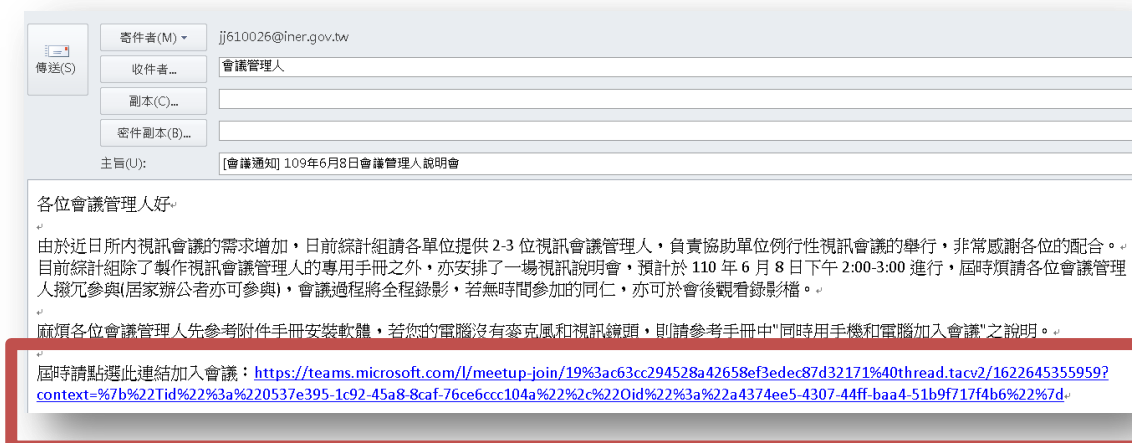 寄件者(M)
jj610026@iner.gov.tw
傳送(S)
收件者...
會議管理人
副本(C)...
密件副本(B)...
主旨(U):
[會議通知] 109年6月8日會議管理人說明會
各位會議管理人好
由於近日所內視訊會議的需求增加，日前綜計組請各單位提供 2-3 位視訊會議管理人，負責協助單位例行性視訊會議的舉行，非常感謝各位的配合。
目前綜計組除了製作視訊會議管理人的專用手冊之外，亦安排了一場視訊說明會，預計於 110 年 6 月 8 日下午 2:00-3:00 進行，屆時煩請各位會議管理
人撥冗參與(居家辦公者亦可參與)，會議過程將全程錄影，若無時間參加的同仁，亦可於會後觀看錄影檔。
麻煩各位會議管理人先參考附件手冊安裝軟體，若您的電腦沒有麥克風和視訊鏡頭，則請參考手冊中"同時用手機和電腦加入會議"之說明。
屆時請點選此連結加入會議：https://teams.microsoft.com/l/meetup-join/19%3ac63cc294528a42658ef3edec87d32171%40thread.tacv2/1622645355959?
context=%7b%22Tid%22%3a%220537e395-1c92-45a8-8caf-76ce6ccc104a%22%2c%22Oid%22%3a%22a4374ee5-4307-44ff-baa4-51b9f717f4b6%22%7d